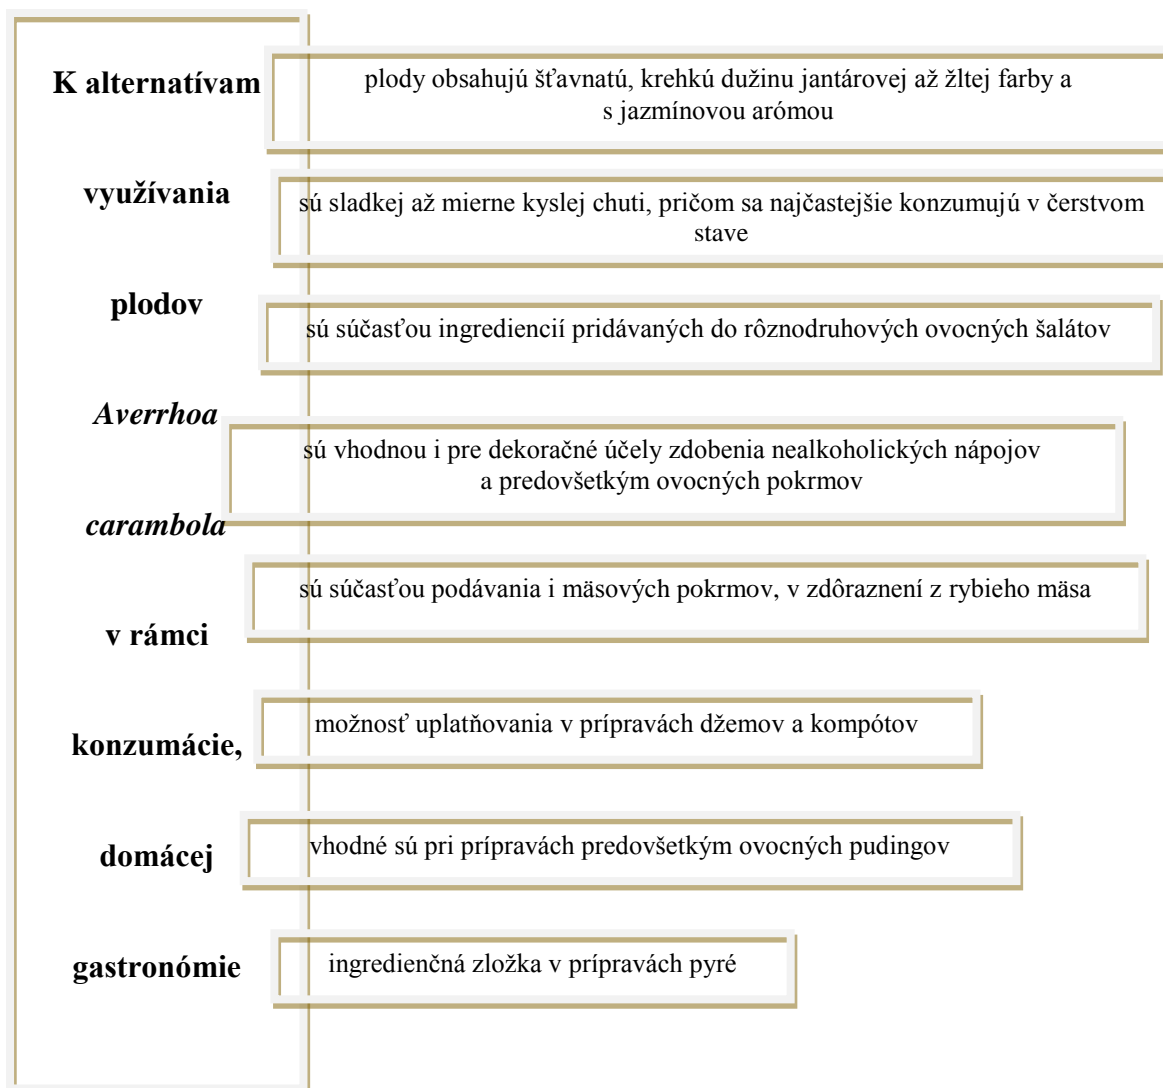 K alternatívam
využívania
plodov
Averrhoa
carambola
v rámci
konzumácie,
domácej
gastronómie
plody obsahujú šťavnatú, krehkú dužinu jantárovej až žltej farby a
s jazmínovou arómou
sú sladkej až mierne kyslej chuti, pričom sa najčastejšie konzumujú v čerstvom
stave
sú súčasťou ingrediencií pridávaných do rôznodruhových ovocných šalátov
sú vhodnou i pre dekoračné účely zdobenia nealkoholických nápojov
a predovšetkým ovocných pokrmov
sú súčasťou podávania i mäsových pokrmov, v zdôraznení z rybieho mäsa
možnosť uplatňovania v prípravách džemov a kompótov
vhodné sú pri prípravách predovšetkým ovocných pudingov
ingredienčná zložka v prípravách pyré